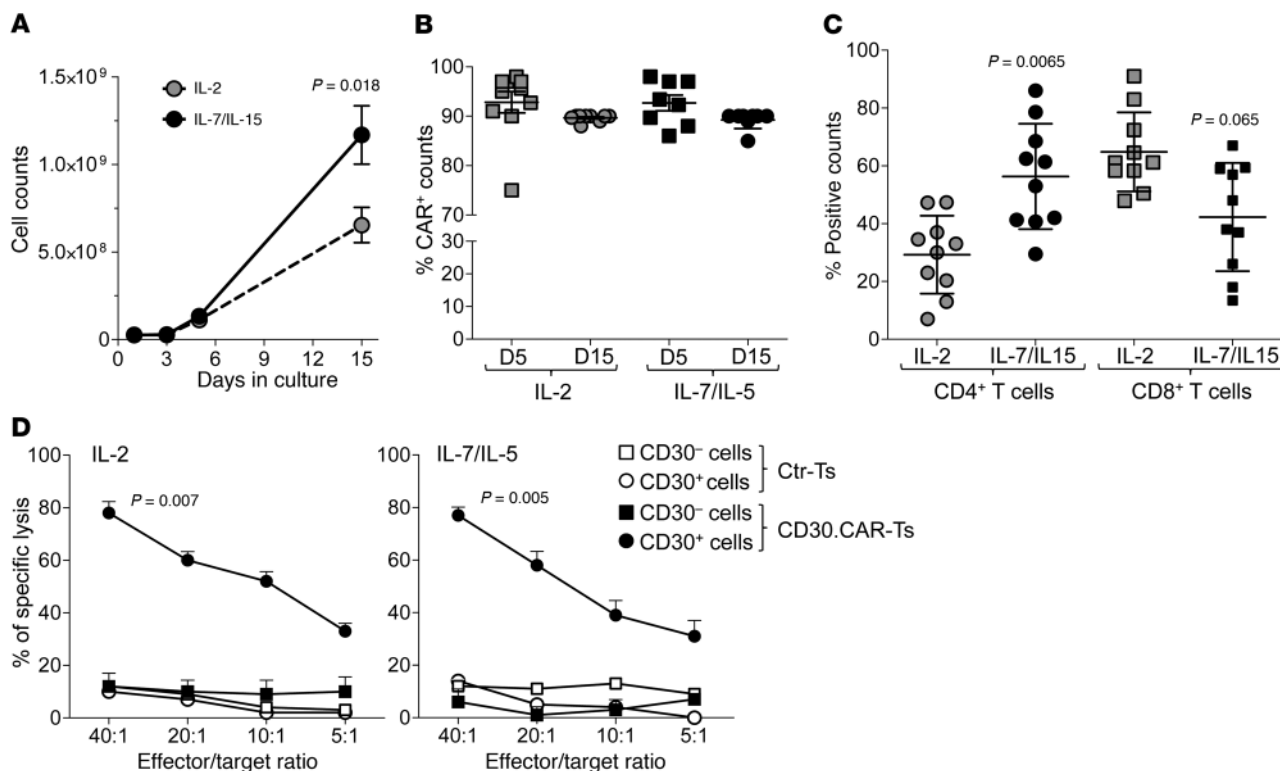 A
Cell counts
1.5×10⁹
1.0×10⁹
5.0×10⁸
0
IL-2
IL-7/IL-15
P = 0.018
0 3 6 9 12 15
Days in culture
B
% CAR⁺ counts
100
90
80
70
30
20
10
0
D5 D15 D5 D15
IL-2 IL-7/IL-5
C
% Positive counts
100
80
60
40
20
0
P = 0.0065
P = 0.065
IL-2 IL-7/IL15 IL-2 IL-7/IL15
CD4⁺ T cells CD8⁺ T cells
D
% of specific lysis
IL-2
100
80
60
40
20
0
P = 0.007
40:1 20:1 10:1 5:1
Effector/target ratio
IL-7/IL-5
100
80
60
40
20
0
P = 0.005
40:1 20:1 10:1 5:1
Effector/target ratio
CD30⁻ cells
CD30⁺ cells
Ctr-Ts
CD30⁻ cells
CD30⁺ cells
CD30.CAR-Ts